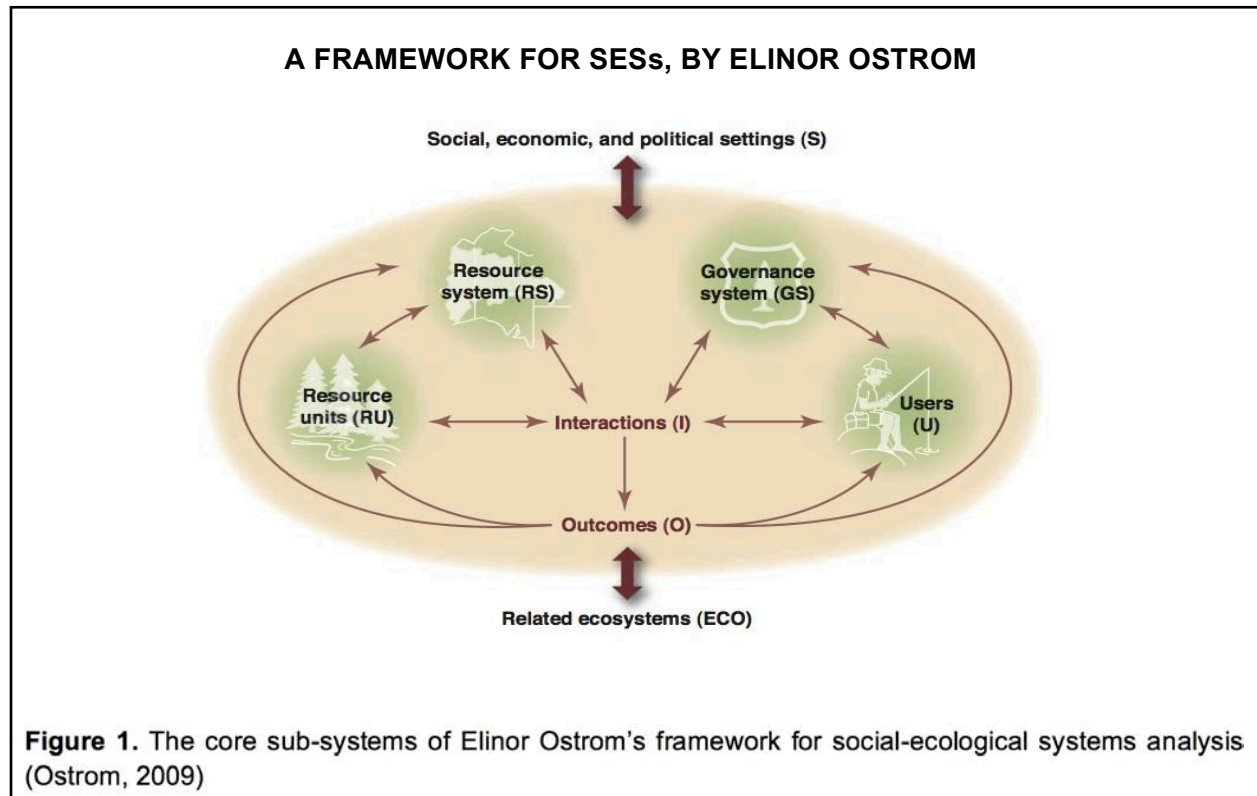 A FRAMEWORK FOR SESs, BY ELINOR OSTROM
Social, economic, and political settings (S)
Resource
system (RS)
Governance
system (GS)
Resource
units (RU)
Interactions (I)
Users
(U)
Outcomes (O)
Related ecosystems (ECO)
Figure 1. The core sub-systems of Elinor Ostrom's framework for social-ecological systems analysis
(Ostrom, 2009)